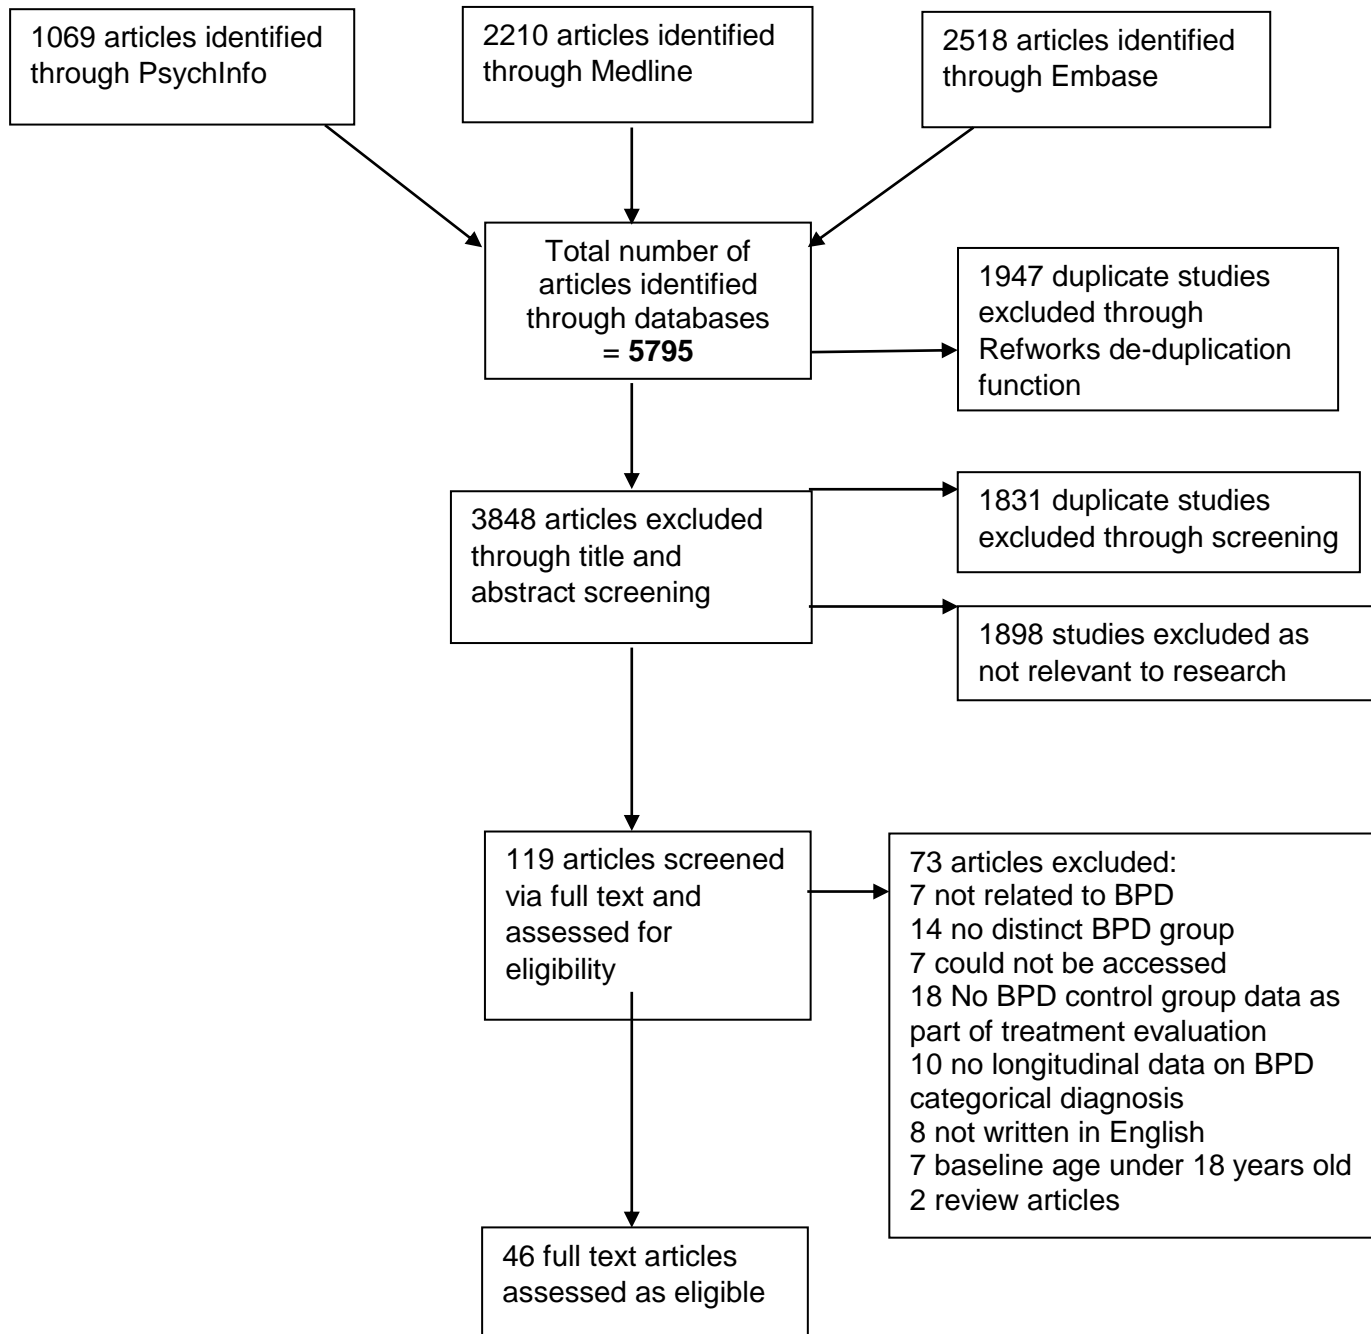 1069 articles identified
through PsychInfo
2210 articles identified
through Medline
2518 articles identified
through Embase
Total number of
articles identified
through databases
= 5795
1947 duplicate studies
excluded through
Refworks de-duplication
function
3848 articles excluded
through title and
abstract screening
1831 duplicate studies
excluded through screening
1898 studies excluded as
not relevant to research
119 articles screened
via full text and
assessed for
eligibility
73 articles excluded:
7 not related to BPD
14 no distinct BPD group
7 could not be accessed
18 No BPD control group data as
part of treatment evaluation
10 no longitudinal data on BPD
categorical diagnosis
8 not written in English
7 baseline age under 18 years old
2 review articles
46 full text articles
assessed as eligible